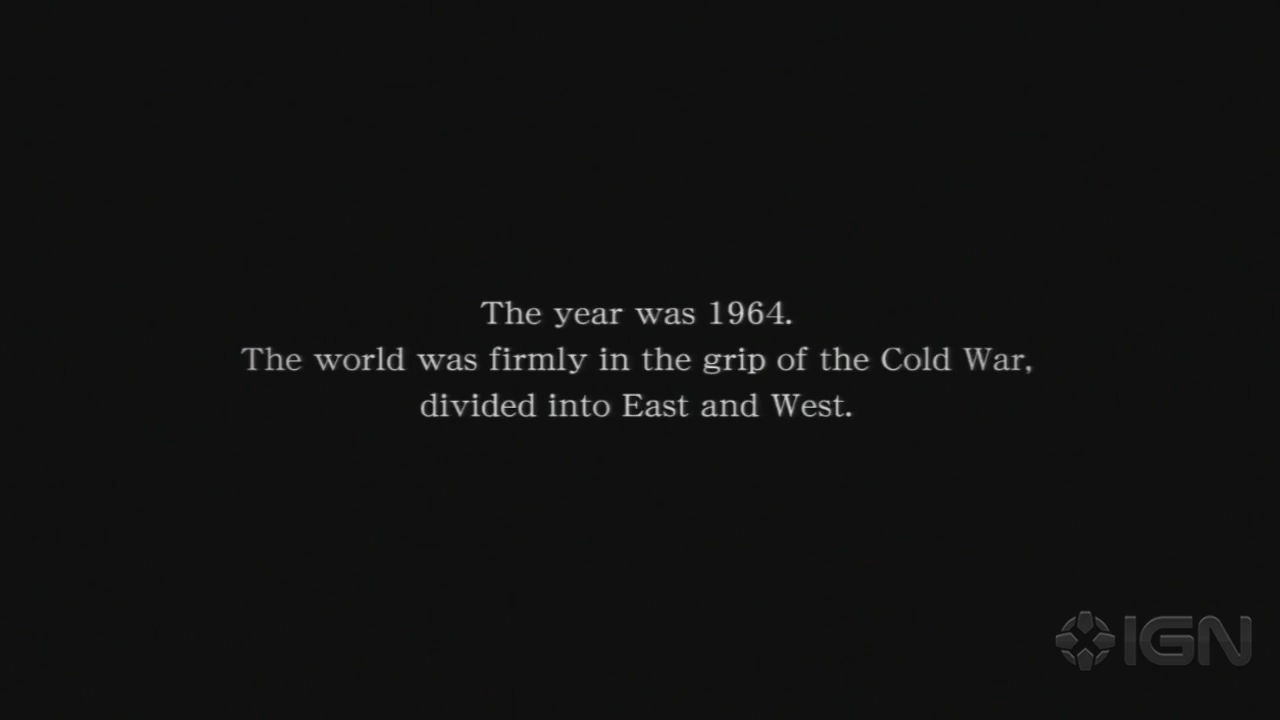 The year was 1964.
The world was firmly in the grip of the Cold War,
divided into East and West.
IGN